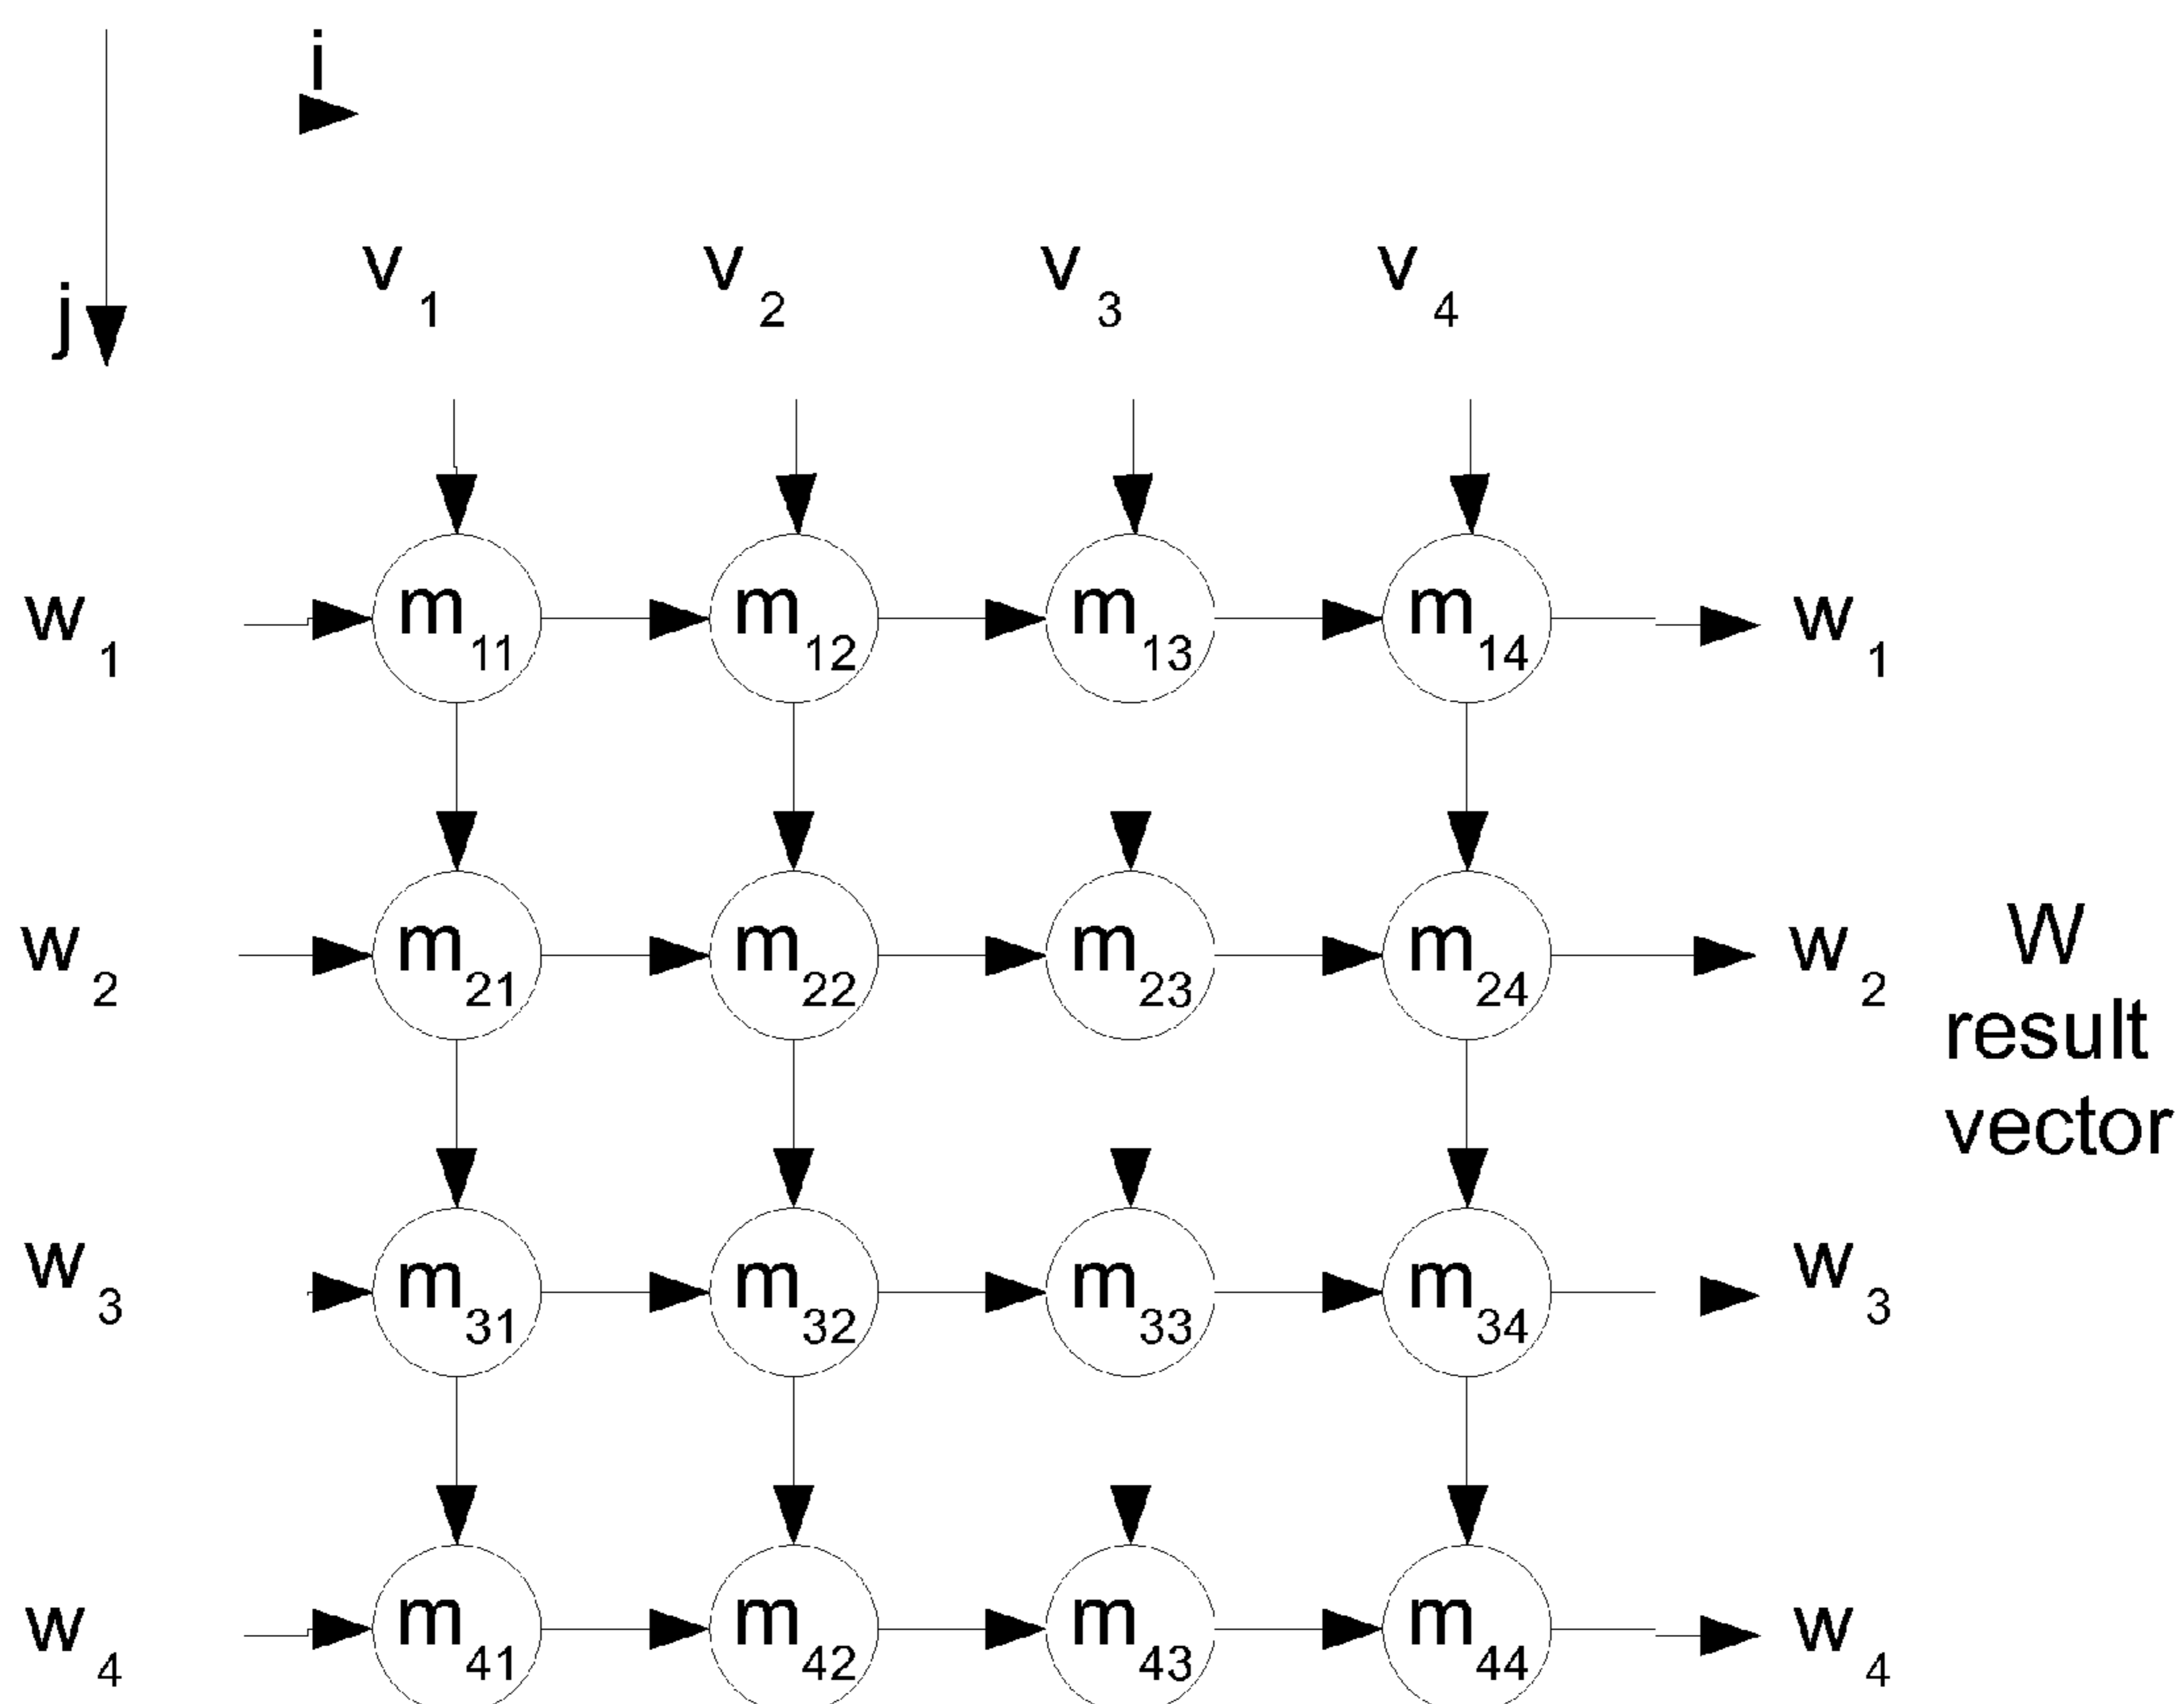 i
j
v1 v2 v3 v4
w1 m11 m12 m13 m14 w1
w2 m21 m22 m23 m24 w2 W
result
vector
w3 m31 m32 m33 m34 w3
w4 m41 m42 m43 m44 w4